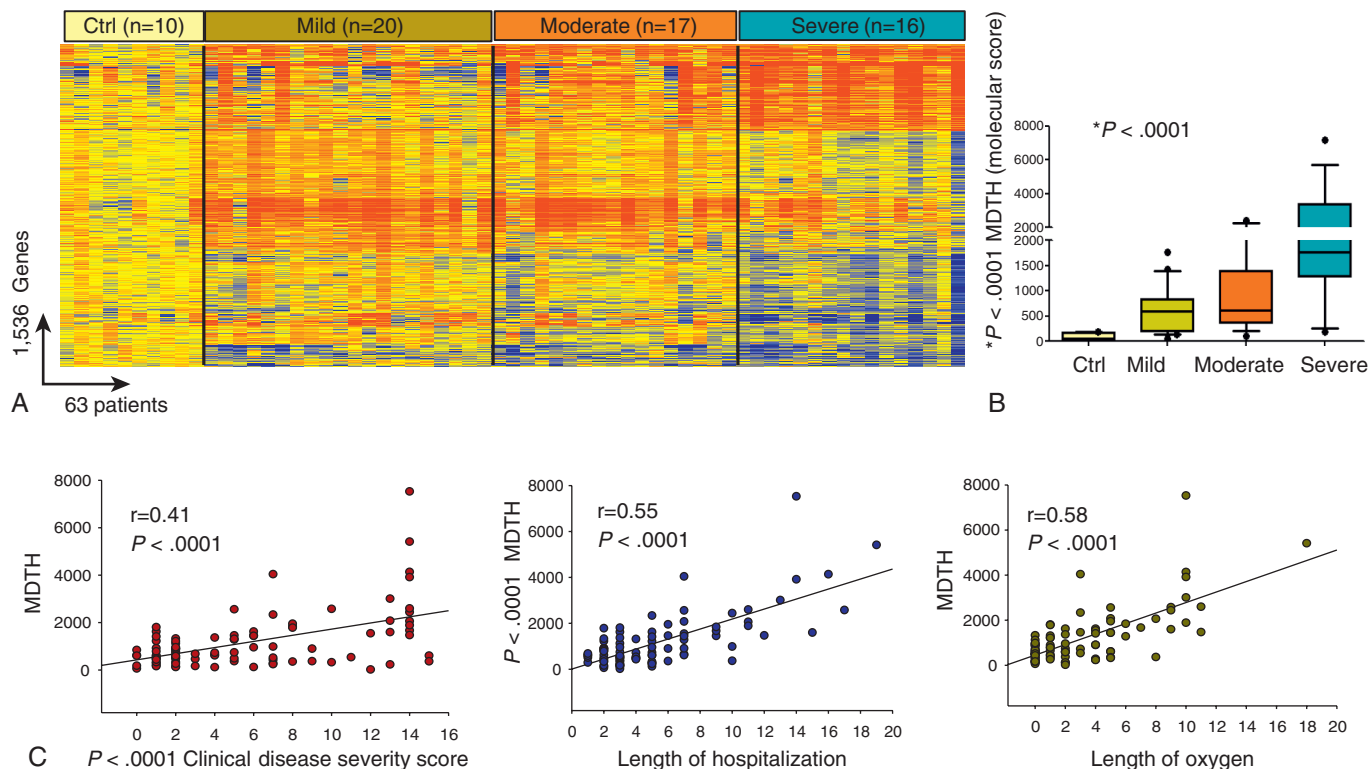 Ctrl (n=10) Mild (n=20) Moderate (n=17) Severe (n=16)
1,536 Genes
63 patients
A
*P < .0001 MDTH (molecular score)
*P < .0001
8000
6000
4000
2000
2000
1500
1000
500
0
Ctrl Mild Moderate Severe
B
MDTH
8000
6000
4000
2000
0
r=0.41
P < .0001
0 2 4 6 8 10 12 14 16
P < .0001 Clinical disease severity score
P < .0001 MDTH
8000
6000
4000
2000
0
r=0.55
P < .0001
0 2 4 6 8 10 12 14 16 18 20
Length of hospitalization
MDTH
8000
6000
4000
2000
0
r=0.58
P < .0001
0 2 4 6 8 10 12 14 16 18 20
Length of oxygen
C